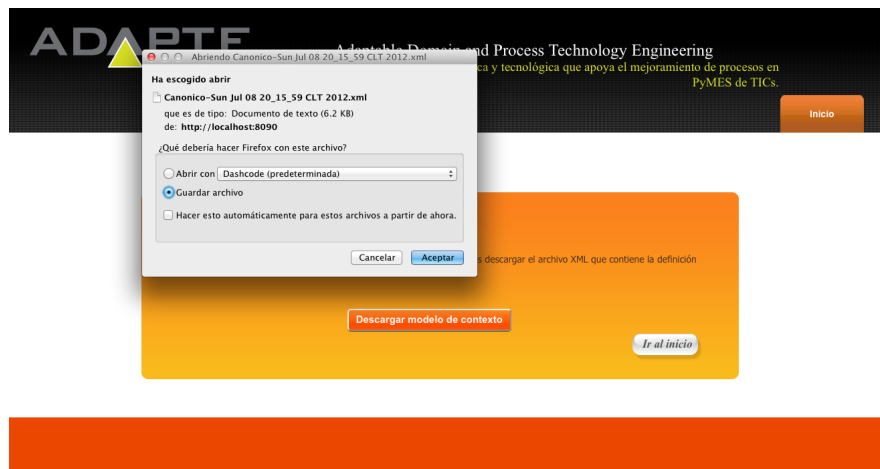 ADAPTE
Adaptable Domain and Process Technology Engineering
ca y tecnológica que apoya el mejoramiento de procesos en
PyMES de TICs.
Inicio
Abriendo Canonico-Sun Jul 08 20_15_59 CLT 2012.xml
Ha escogido abrir
Canonico-Sun Jul 08 20_15_59 CLT 2012.xml
que es de tipo: Documento de texto (6.2 KB)
de: http://localhost:8090
¿Qué debería hacer Firefox con este archivo?
Abrir con Dashcode (predeterminada)
Guardar archivo
Hacer esto automáticamente para estos archivos a partir de ahora.
Cancelar Aceptar
s descargar el archivo XML que contiene la definición
Descargar modelo de contexto
Ir al inicio